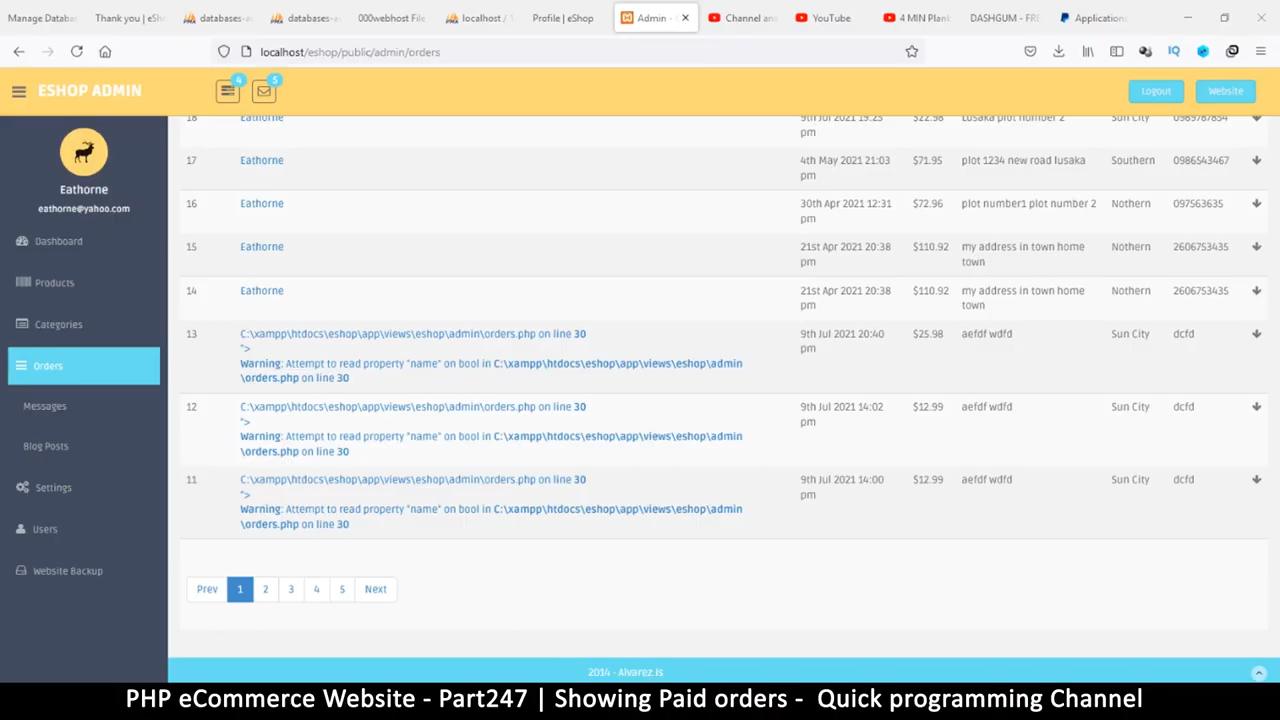 Manage Databa
Thank you | eSh
databases-a
databases-a
000webhost File
localhost /
Profile | eShop
Admin -
Channel an
YouTube
4 MIN Plan
DASHGUM - FRE
Application
localhost/eshop/public/admin/orders
IQ
ESHOP ADMIN
4
5
Logout
Website
Eathorne
eathorne@yahoo.com
Dashboard
Products
Categories
Orders
Messages
Blog Posts
Settings
Users
Website Backup
18 Eathorne 9th Jul 2021 19:25 $22.98 Lusaka plot number 2 Sun City 0969787854
pm
17 Eathorne 4th May 2021 21:03 $71.95 plot 1234 new road lusaka Southern 0986543467
pm
16 Eathorne 30th Apr 2021 12:31 $72.96 plot number1 plot number 2 Nothern 097563635
pm
15 Eathorne 21st Apr 2021 20:38 $110.92 my address in town home Nothern 2606753435
pm town
14 Eathorne 21st Apr 2021 20:38 $110.92 my address in town home Nothern 2606753435
pm town
13 C:\xampp\htdocs\eshop\app\views\eshop\admin\orders.php on line 30 9th Jul 2021 20:40 $25.98 aefdf wdfd Sun City dcfd
"> pm
Warning: Attempt to read property "name" on bool in C:\xampp\htdocs\eshop\app\views\eshop\admin
\orders.php on line 30
12 C:\xampp\htdocs\eshop\app\views\eshop\admin\orders.php on line 30 9th Jul 2021 14:02 $12.99 aefdf wdfd Sun City dcfd
"> pm
Warning: Attempt to read property "name" on bool in C:\xampp\htdocs\eshop\app\views\eshop\admin
\orders.php on line 30
11 C:\xampp\htdocs\eshop\app\views\eshop\admin\orders.php on line 30 9th Jul 2021 14:00 $12.99 aefdf wdfd Sun City dcfd
"> pm
Warning: Attempt to read property "name" on bool in C:\xampp\htdocs\eshop\app\views\eshop\admin
\orders.php on line 30
Prev 1 2 3 4 5 Next
2014 - Alvarez.is
PHP eCommerce Website - Part247 | Showing Paid orders - Quick programming Channel